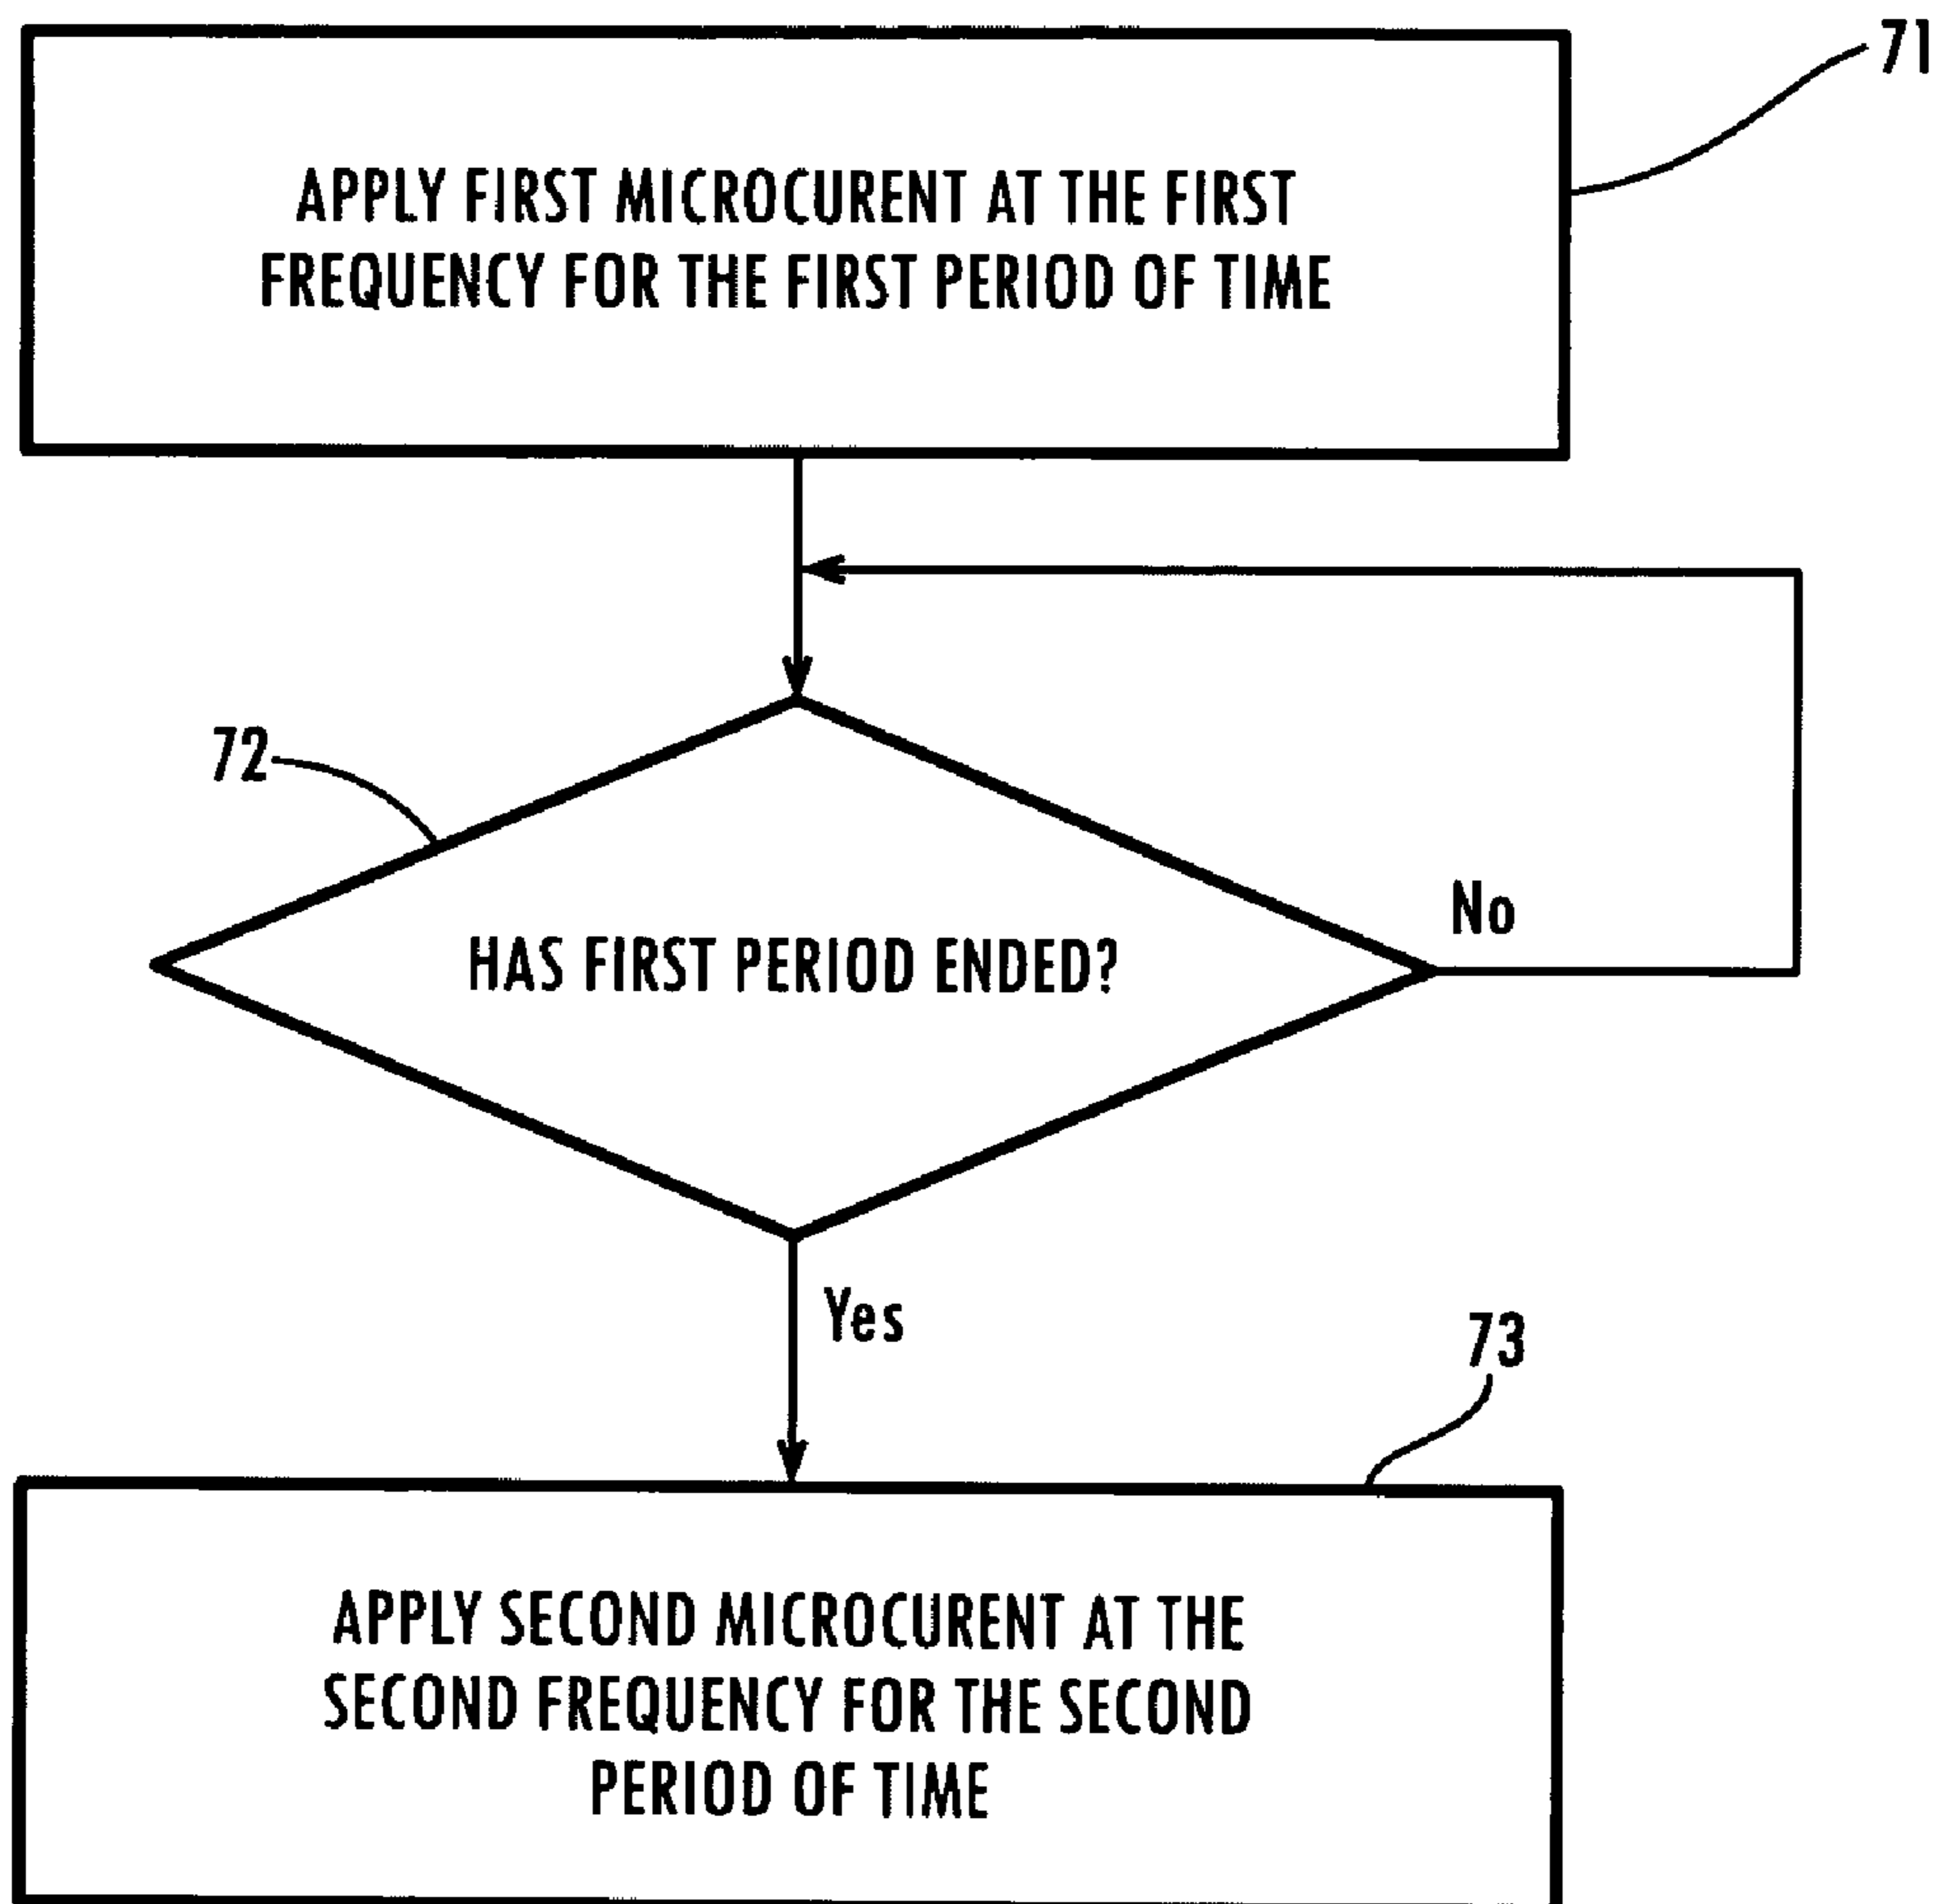 71
APPLY FIRST MICROCURENT AT THE FIRST
FREQUENCY FOR THE FIRST PERIOD OF TIME
72
No
HAS FIRST PERIOD ENDED?
Yes
73
APPLY SECOND MICROCURENT AT THE
SECOND FREQUENCY FOR THE SECOND
PERIOD OF TIME